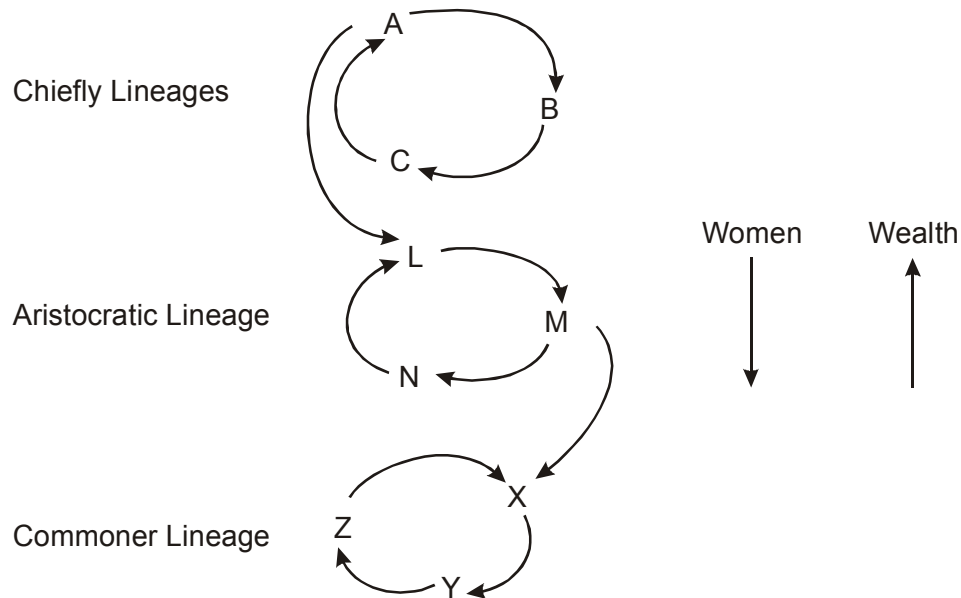 A
Chiefly Lineages
B
C
Women Wealth
L
Aristocratic Lineage
M
N
X
Commoner Lineage
Z
Y